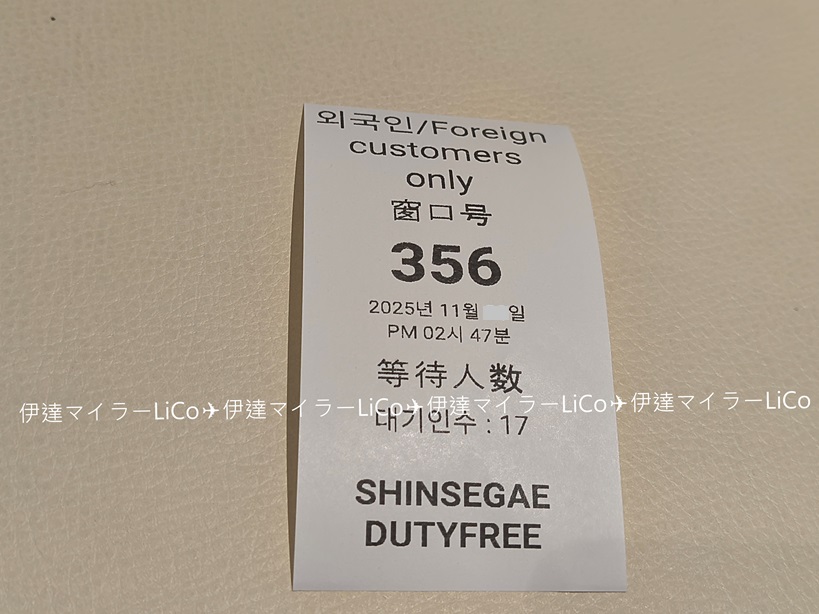 외국인/Foreign
customers
only
窗口号
356
2025년 11월 일
PM 02시 47분
等待人数
伊達マイラーLiCo✈伊達マイラーLiCo✈伊達マイラーLiCo✈伊達マイラーLiCo
대기인수 : 17
SHINSEGAE
DUTYFREE